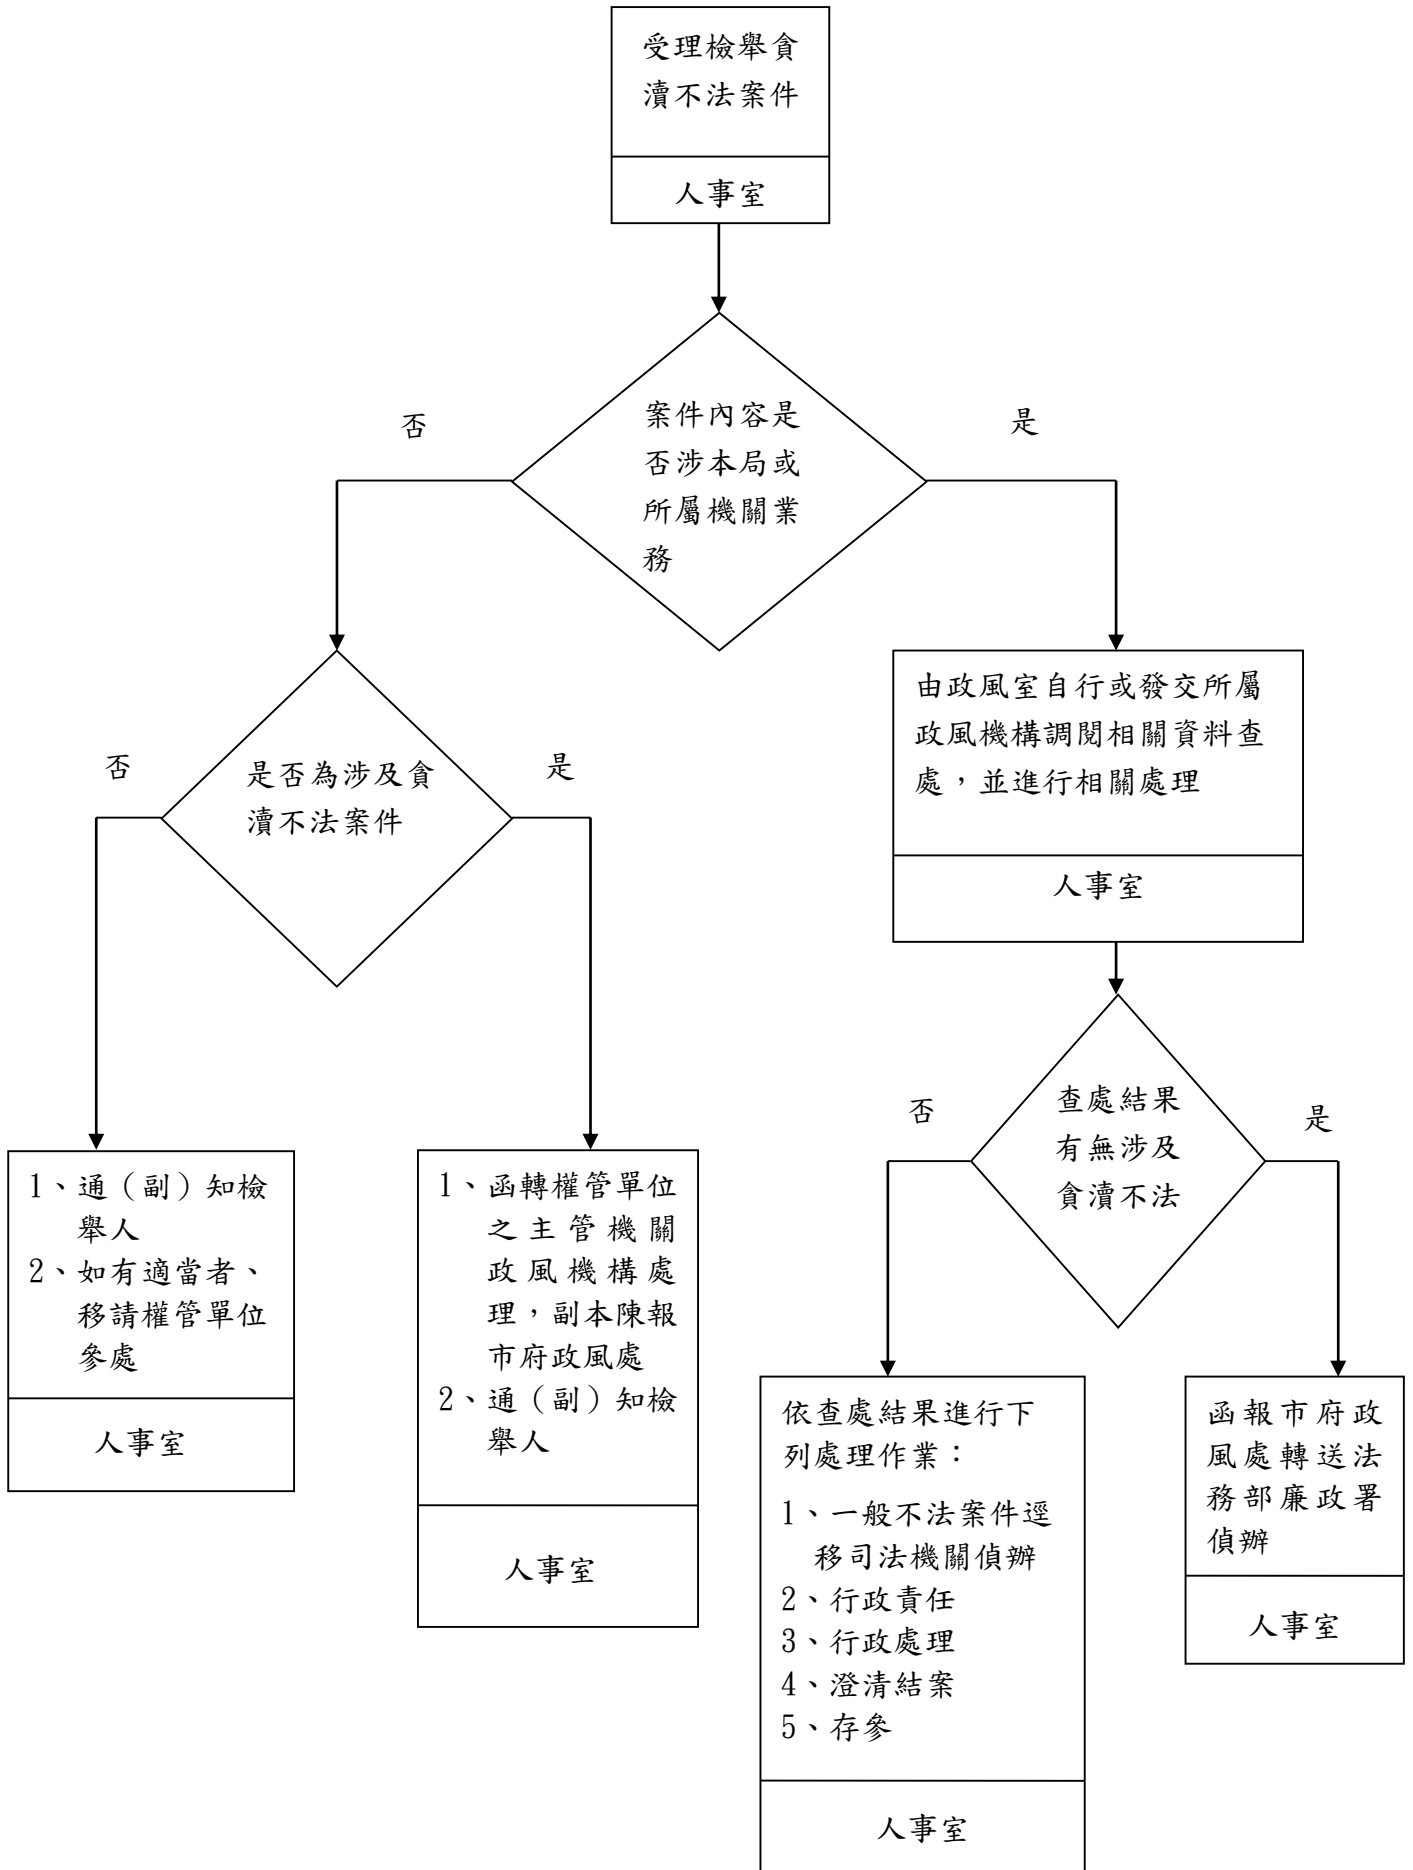 受理檢舉貪
瀆不法案件
人事室
案件內容是
否涉本局或
所屬機關業
務
否
是
是否為涉及貪
瀆不法案件
否
是
由政風室自行或發交所屬
政風機構調閱相關資料查
處，並進行相關處理
人事室
查處結果
有無涉及
貪瀆不法
否
是
1、通（副）知檢
舉人
2、如有適當者、
移請權管單位
參處
人事室
1、函轉權管單位
之主管機關
政風機構處
理，副本陳報
市府政風處
2、通（副）知檢
舉人
人事室
依查處結果進行下
列處理作業：
1、一般不法案件逕
移司法機關偵辦
2、行政責任
3、行政處理
4、澄清結案
5、存參
人事室
函報市府政
風處轉送法
務部廉政署
偵辦
人事室